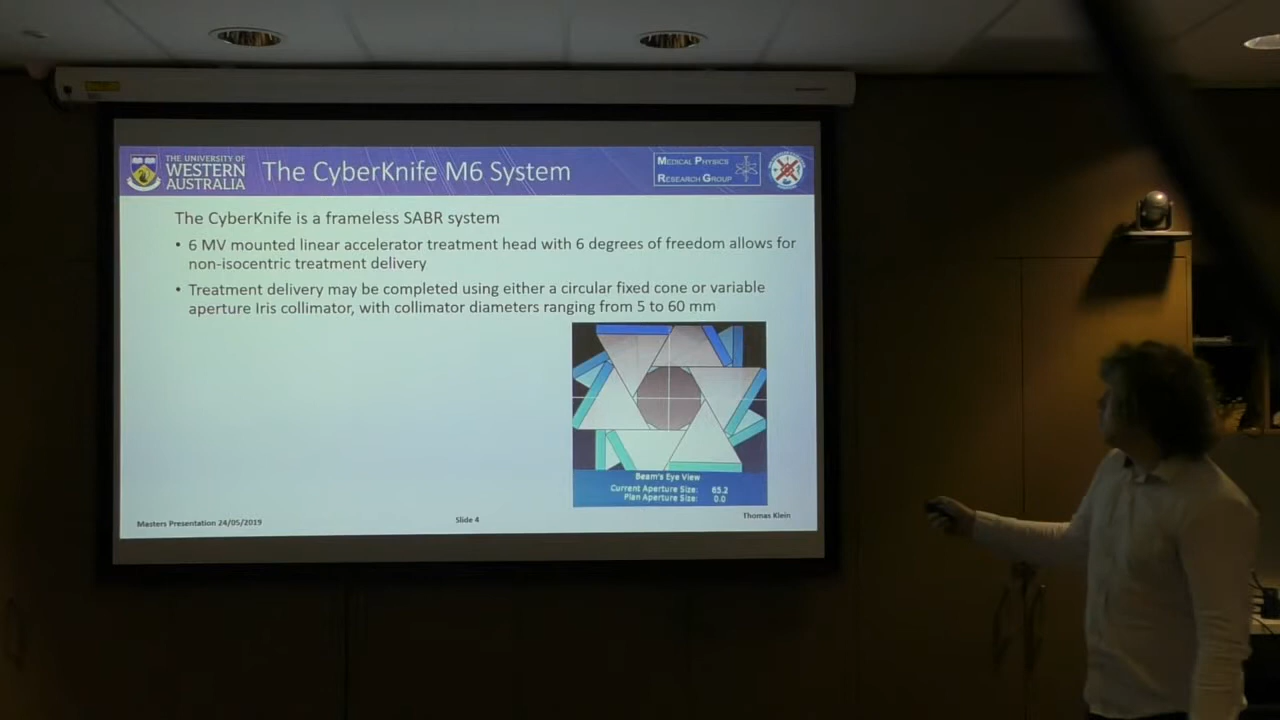 THE UNIVERSITY OF
WESTERN
AUSTRALIA
The CyberKnife M6 System
MEDICAL PHYSICS
RESEARCH GROUP
The CyberKnife is a frameless SABR system
• 6 MV mounted linear accelerator treatment head with 6 degrees of freedom allows for
non-isocentric treatment delivery
• Treatment delivery may be completed using either a circular fixed cone or variable
aperture Iris collimator, with collimator diameters ranging from 5 to 60 mm
Beam's Eye View
Current Aperture Size: 65.2
Plan Aperture Size: 0.0
Masters Presentation 24/05/2019
Slide 4
Thomas Klein